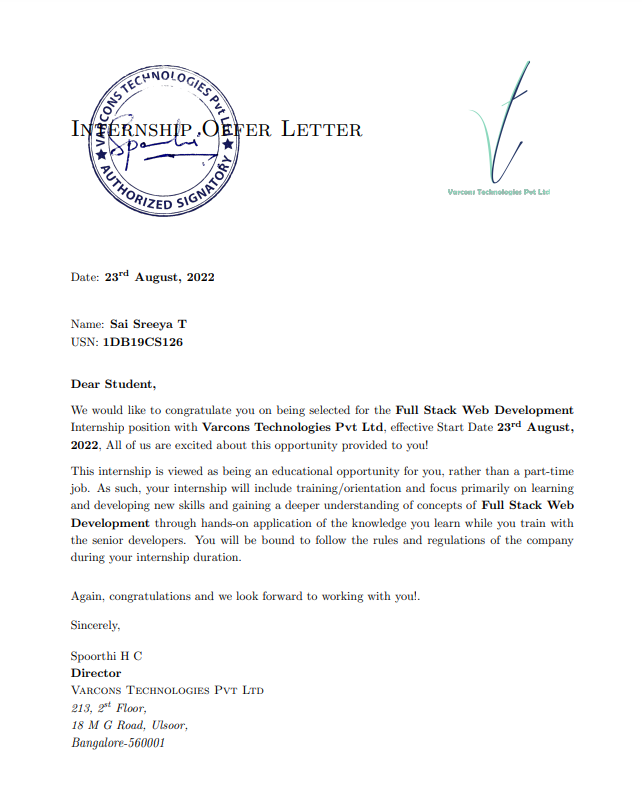 VARCONS TECHNOLOGIES Pvt Ltd
AUTHORIZED SIGNATORY
INTERNSHIP OFFER LETTER
Varcons Technologies Pvt Ltd
Date: 23rd August, 2022
Name: Sai Sreeya T
USN: 1DB19CS126
Dear Student,
We would like to congratulate you on being selected for the Full Stack Web Development
Internship position with Varcons Technologies Pvt Ltd, effective Start Date 23rd August,
2022, All of us are excited about this opportunity provided to you!
This internship is viewed as being an educational opportunity for you, rather than a part-time
job. As such, your internship will include training/orientation and focus primarily on learning
and developing new skills and gaining a deeper understanding of concepts of Full Stack Web
Development through hands-on application of the knowledge you learn while you train with
the senior developers. You will be bound to follow the rules and regulations of the company
during your internship duration.
Again, congratulations and we look forward to working with you!.
Sincerely,
Spoorthi H C
Director
VARCONS TECHNOLOGIES PVT LTD
213, 2st Floor,
18 M G Road, Ulsoor,
Bangalore-560001